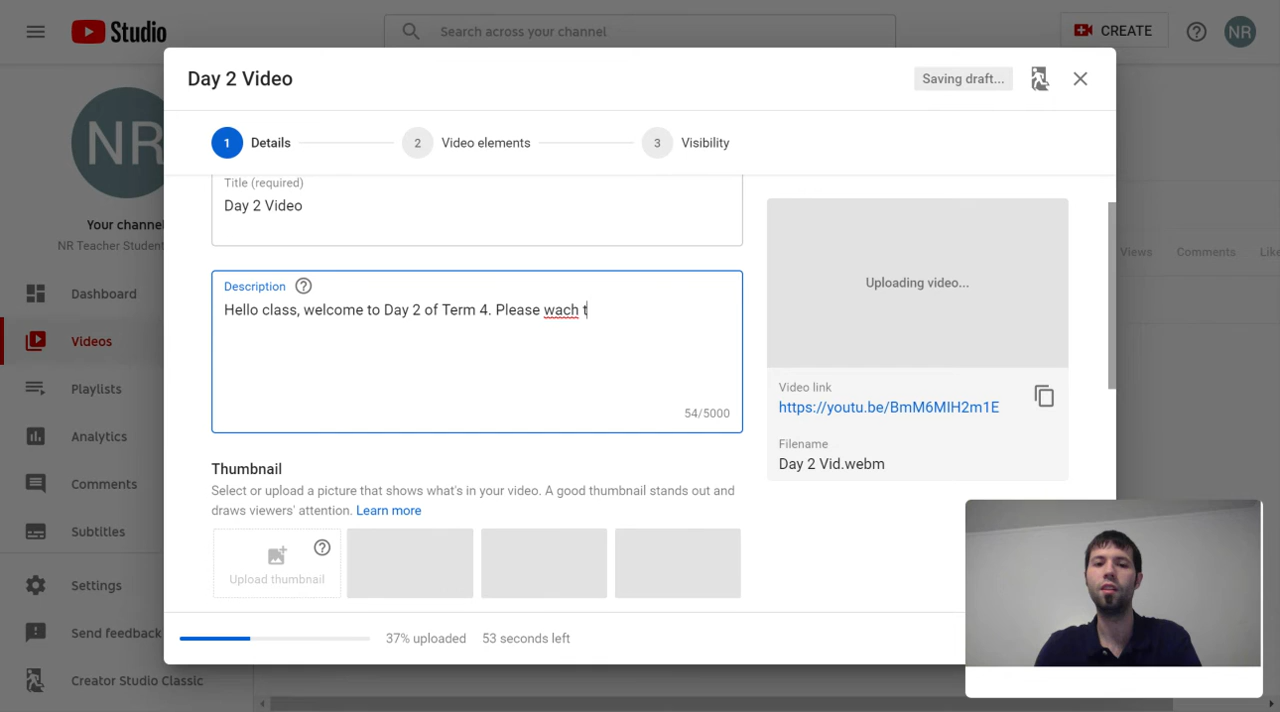 Studio
Search across your channel
CREATE
NR
Day 2 Video
Saving draft...
1 Details
2 Video elements
3 Visibility
NR
Your channel
NR Teacher Student
Dashboard
Videos
Playlists
Analytics
Comments
Subtitles
Settings
Send feedback
Creator Studio Classic
Title (required)
Day 2 Video
Description
Hello class, welcome to Day 2 of Term 4. Please wach t
54/5000
Thumbnail
Select or upload a picture that shows what's in your video. A good thumbnail stands out and
draws viewers' attention. Learn more
Upload thumbnail
Uploading video...
Video link
https://youtu.be/BmM6MIH2m1E
Filename
Day 2 Vid.webm
Views Comments
37% uploaded 53 seconds left